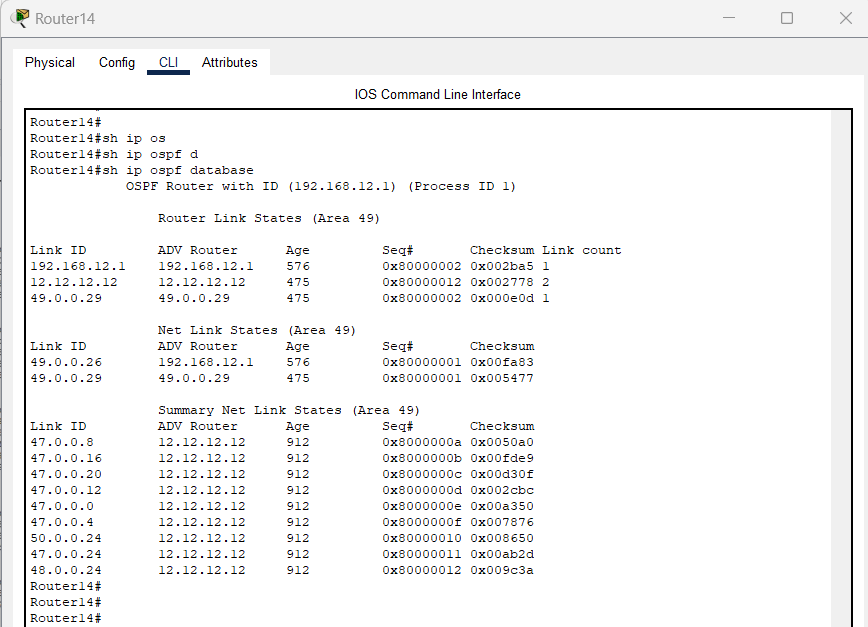 Router14
Physical Config CLI Attributes
IOS Command Line Interface
Router14#
Router14#sh ip os
Router14#sh ip ospf d
Router14#sh ip ospf database
OSPF Router with ID (192.168.12.1) (Process ID 1)
Router Link States (Area 49)
Link ID ADV Router Age Seq# Checksum Link count
192.168.12.1 192.168.12.1 576 0x80000002 0x002ba5 1
12.12.12.12 12.12.12.12 475 0x80000012 0x002778 2
49.0.0.29 49.0.0.29 475 0x80000002 0x000e0d 1
Net Link States (Area 49)
Link ID ADV Router Age Seq# Checksum
49.0.0.26 192.168.12.1 576 0x80000001 0x00fa83
49.0.0.29 49.0.0.29 475 0x80000001 0x005477
Summary Net Link States (Area 49)
Link ID ADV Router Age Seq# Checksum
47.0.0.8 12.12.12.12 912 0x8000000a 0x0050a0
47.0.0.16 12.12.12.12 912 0x8000000b 0x00fde9
47.0.0.20 12.12.12.12 912 0x8000000c 0x00d30f
47.0.0.12 12.12.12.12 912 0x8000000d 0x002cbc
47.0.0.0 12.12.12.12 912 0x8000000e 0x00a350
47.0.0.4 12.12.12.12 912 0x8000000f 0x007876
50.0.0.24 12.12.12.12 912 0x80000010 0x008650
47.0.0.24 12.12.12.12 912 0x80000011 0x00ab2d
48.0.0.24 12.12.12.12 912 0x80000012 0x009c3a
Router14#
Router14#
Router14#